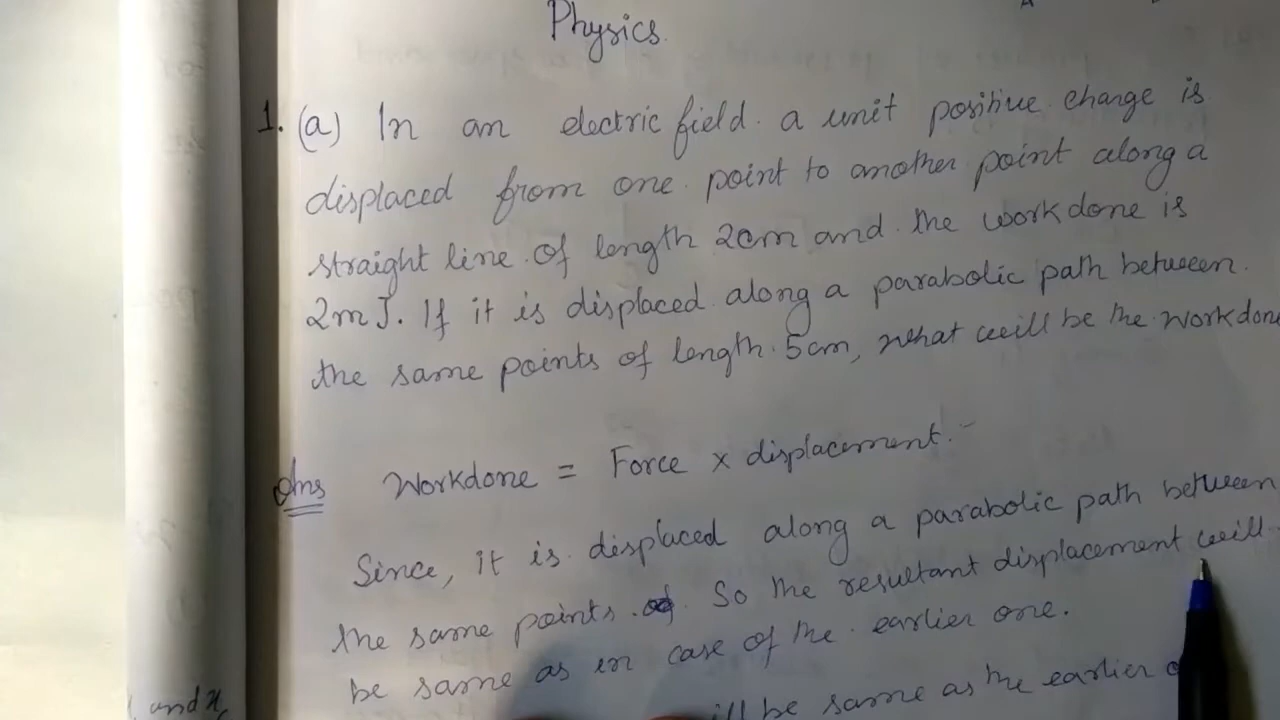 Physics.
1. (a) In an electric field a unit positive charge is
displaced from one point to another point along a
straight line of length 2cm and the work done is
2mJ. If it is displaced along a parabolic path between
the same points of length 5cm, what will be the work don
Ans Workdone = Force × displacement.
Since, it is displaced along a parabolic path between
the same points. So the resultant displacement will
be same as in case of the earlier one.
ill be same as the earlier
and x